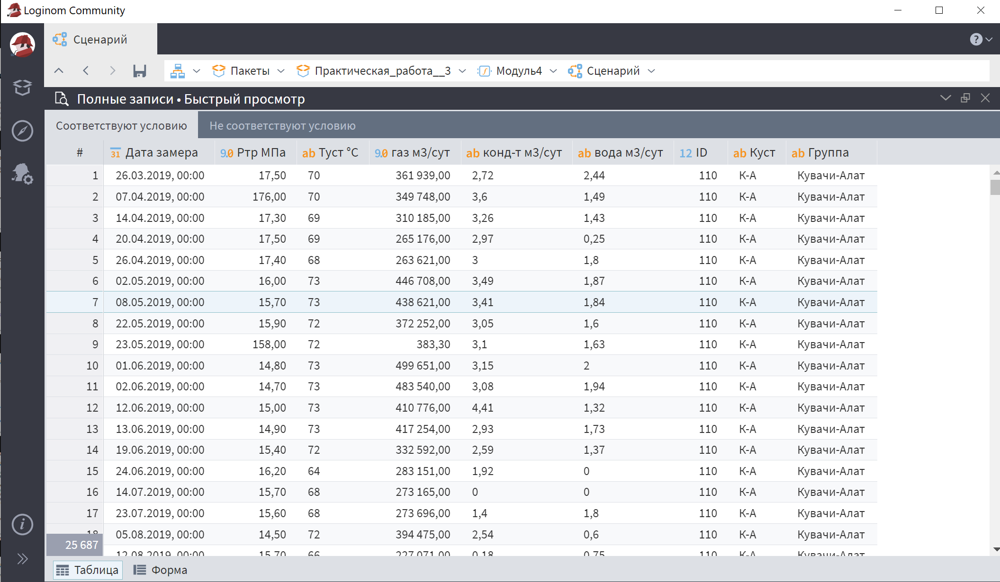 Loginom Community
Сценарий
Пакеты Практическая_работа__3 Модуль4 Сценарий
Полные записи • Быстрый просмотр
Соответствуют условию Не соответствуют условию
# 31 Дата замера 9.0 Ртр МПа ab Туст °С 9.0 газ м3/сут ab конд-т м3/сут ab вода м3/сут 12 ID ab Куст ab Группа
1 26.03.2019, 00:00 17,50 70 361 939,00 2,72 2,44 110 К-А Кувачи-Алат
2 07.04.2019, 00:00 176,00 70 349 748,00 3,6 1,49 110 К-А Кувачи-Алат
3 14.04.2019, 00:00 17,30 69 310 185,00 3,26 1,43 110 К-А Кувачи-Алат
4 20.04.2019, 00:00 17,50 69 265 176,00 2,97 0,25 110 К-А Кувачи-Алат
5 26.04.2019, 00:00 17,40 68 263 621,00 3 1,8 110 К-А Кувачи-Алат
6 02.05.2019, 00:00 16,00 73 446 708,00 3,49 1,87 110 К-А Кувачи-Алат
7 08.05.2019, 00:00 15,70 73 438 621,00 3,41 1,84 110 К-А Кувачи-Алат
8 22.05.2019, 00:00 15,90 72 372 252,00 3,05 1,6 110 К-А Кувачи-Алат
9 23.05.2019, 00:00 158,00 72 383,30 3,1 1,63 110 К-А Кувачи-Алат
10 01.06.2019, 00:00 14,80 73 499 651,00 3,15 2 110 К-А Кувачи-Алат
11 02.06.2019, 00:00 14,70 73 483 540,00 3,08 1,94 110 К-А Кувачи-Алат
12 12.06.2019, 00:00 15,00 73 410 776,00 4,41 1,32 110 К-А Кувачи-Алат
13 13.06.2019, 00:00 14,90 73 417 254,00 2,93 1,73 110 К-А Кувачи-Алат
14 19.06.2019, 00:00 15,40 72 332 592,00 2,59 1,37 110 К-А Кувачи-Алат
15 24.06.2019, 00:00 16,20 64 283 151,00 1,92 0 110 К-А Кувачи-Алат
16 14.07.2019, 00:00 15,70 68 273 165,00 0 0 110 К-А Кувачи-Алат
17 23.07.2019, 00:00 15,60 68 273 696,00 1,4 1,8 110 К-А Кувачи-Алат
18 05.08.2019, 00:00 14,50 72 394 475,00 2,54 0,6 110 К-А Кувачи-Алат
25 687 12.08.2019, 00:00 15,70 66 227 071,00 0,18 0,75 110 К-А Кувачи-Алат
Таблица Форма